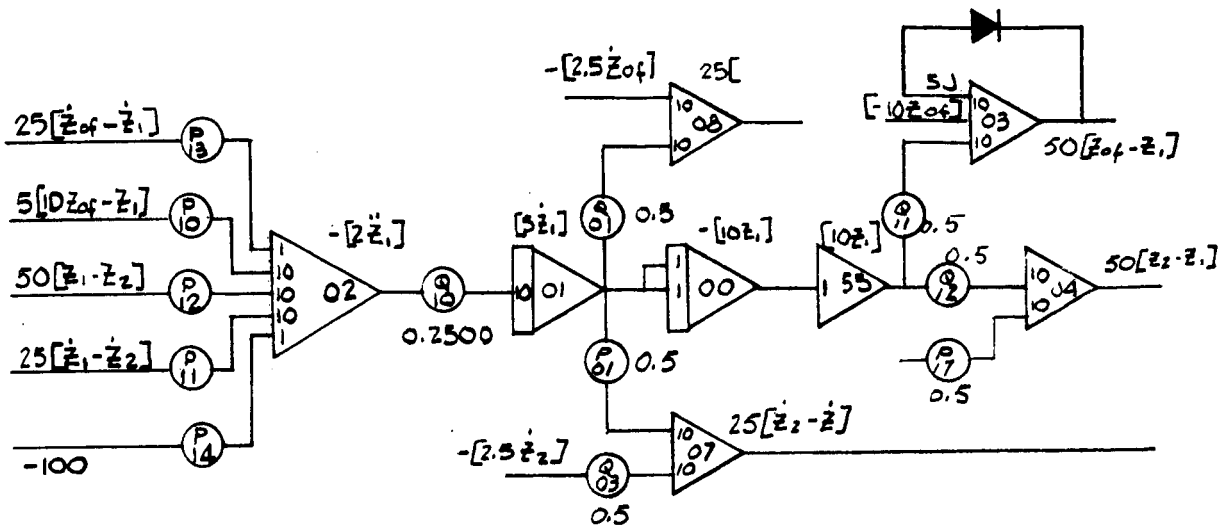 25[ż₀f-ż₁]
P 13
5[10z₀f-z₁]
P 10
50[z₁-z₂]
P 12
25[ż₁-ż₂]
P 11
-100
P 14
1
10
10
10
1
02
-[2z̈₁]
Q 10
0.2500
10
01
[5ż₁]
-[2.5ż₀f]
25[
10
10
08
Q 01
0.5
P 01
0.5
-[10z₁]
1
1
00
[10z₁]
1
55
-[2.5ż₂]
Q 03
0.5
10
10
07
25[ż₂-ż]
5J
[-10z₀f]
10
10
03
50[z₀f-z₁]
Q 11
0.5
Q 12
0.5
P 17
0.5
10
10
04
50[z₂-z₁]